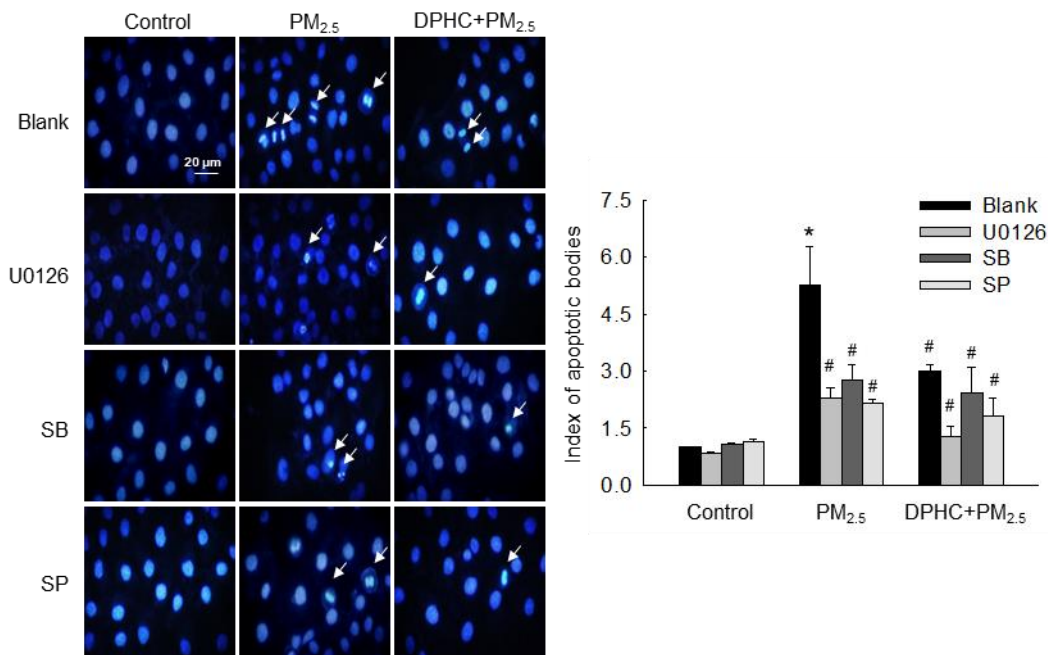 Control PM2.5 DPHC+PM2.5
Blank
20 μm
U0126
SB
SP
Index of apoptotic bodies
7.5
6.0
4.5
3.0
1.5
0.0
*
# # #
# # # #
Blank
U0126
SB
SP
Control PM2.5 DPHC+PM2.5